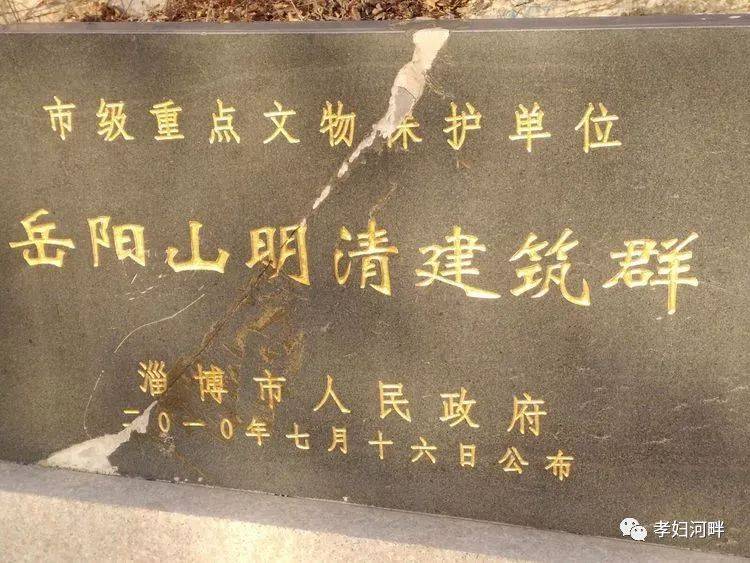 市级重点文物保护单位
岳阳山明清建筑群
淄博市人民政府
二〇一〇年七月十六日公布
孝妇河畔